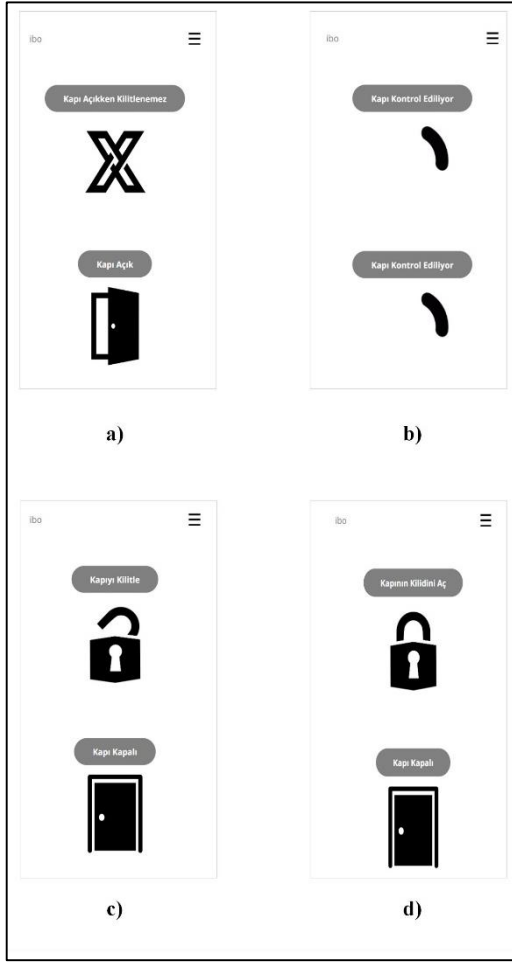 ibo
Kapı Açıkken Kilitlenemez
Kapı Açık
a)
ibo
Kapı Kontrol Ediliyor
Kapı Kontrol Ediliyor
b)
ibo
Kapıyı Kilitle
Kapı Kapalı
c)
ibo
Kapının Kilidini Aç
Kapı Kapalı
d)